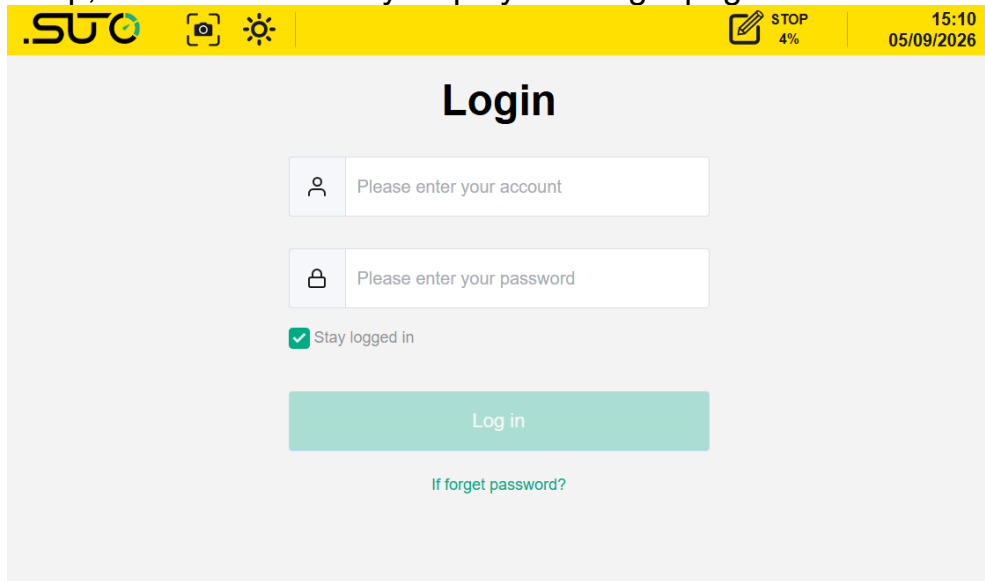 .SUTO
STOP
4%
15:10
05/09/2026
Login
Please enter your account
Please enter your password
Stay logged in
Log in
If forget password?